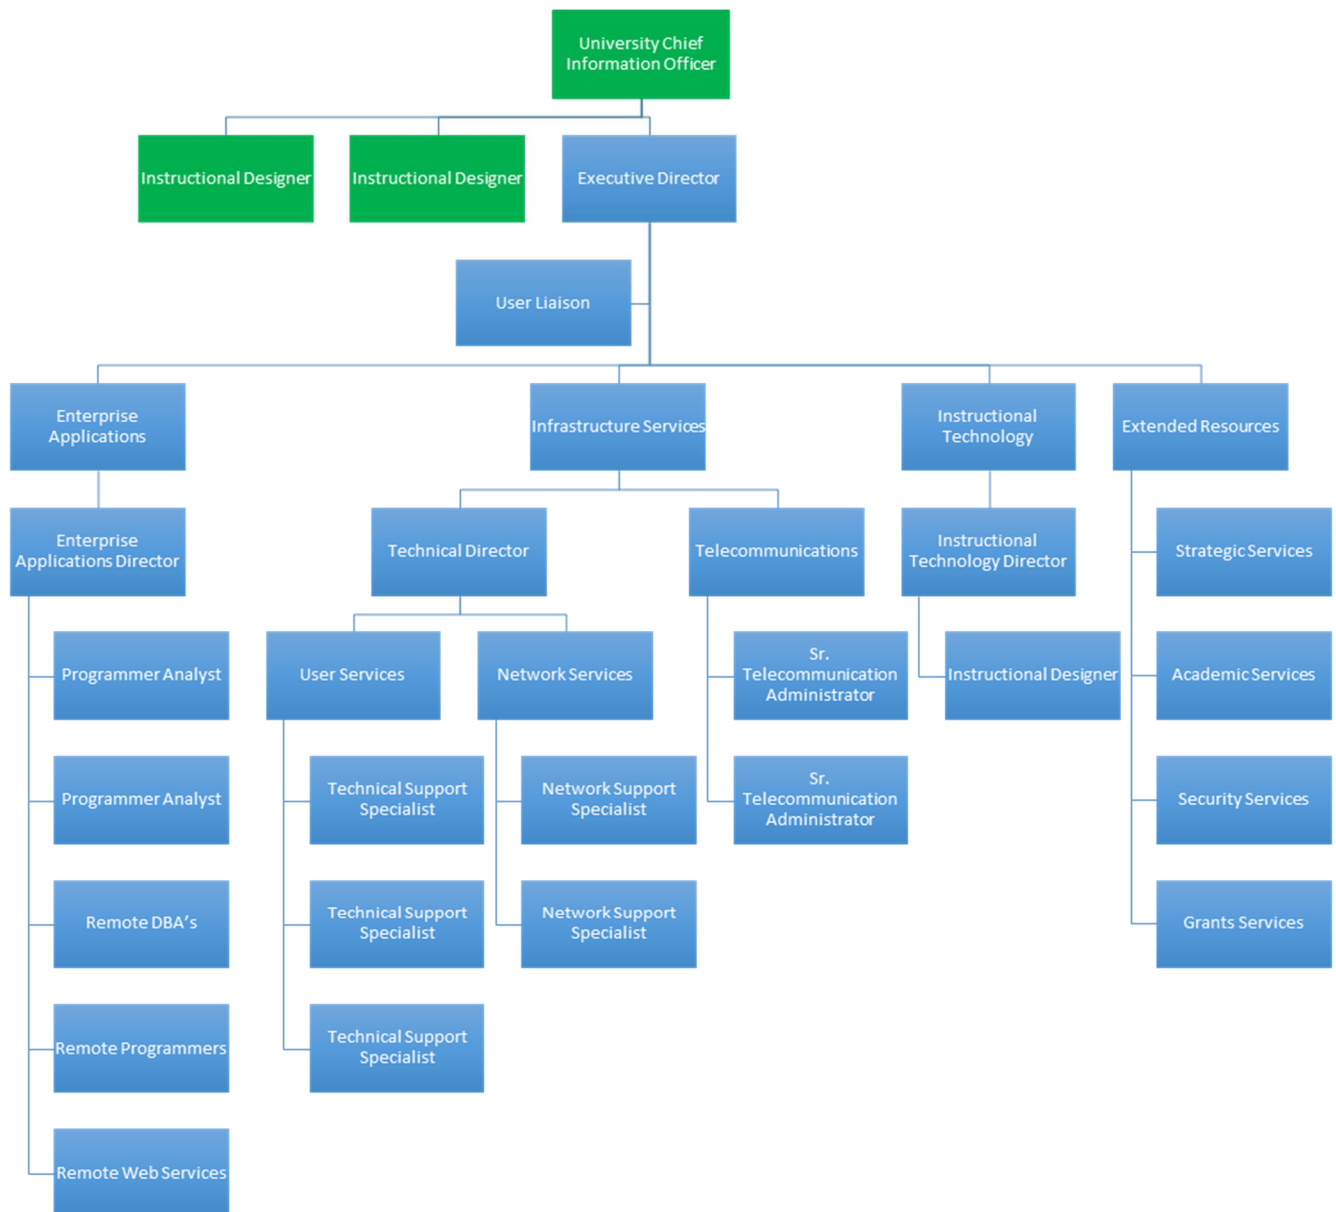 University Chief
Information Officer
Instructional Designer
Instructional Designer
Executive Director
User Liaison
Enterprise
Applications
Infrastructure Services
Instructional
Technology
Extended Resources
Enterprise
Applications Director
Technical Director
Telecommunications
Instructional
Technology Director
Strategic Services
Programmer Analyst
User Services
Network Services
Sr.
Telecommunication
Administrator
Instructional Designer
Academic Services
Programmer Analyst
Technical Support
Specialist
Network Support
Specialist
Sr.
Telecommunication
Administrator
Security Services
Remote DBA’s
Technical Support
Specialist
Network Support
Specialist
Grants Services
Remote Programmers
Technical Support
Specialist
Remote Web Services